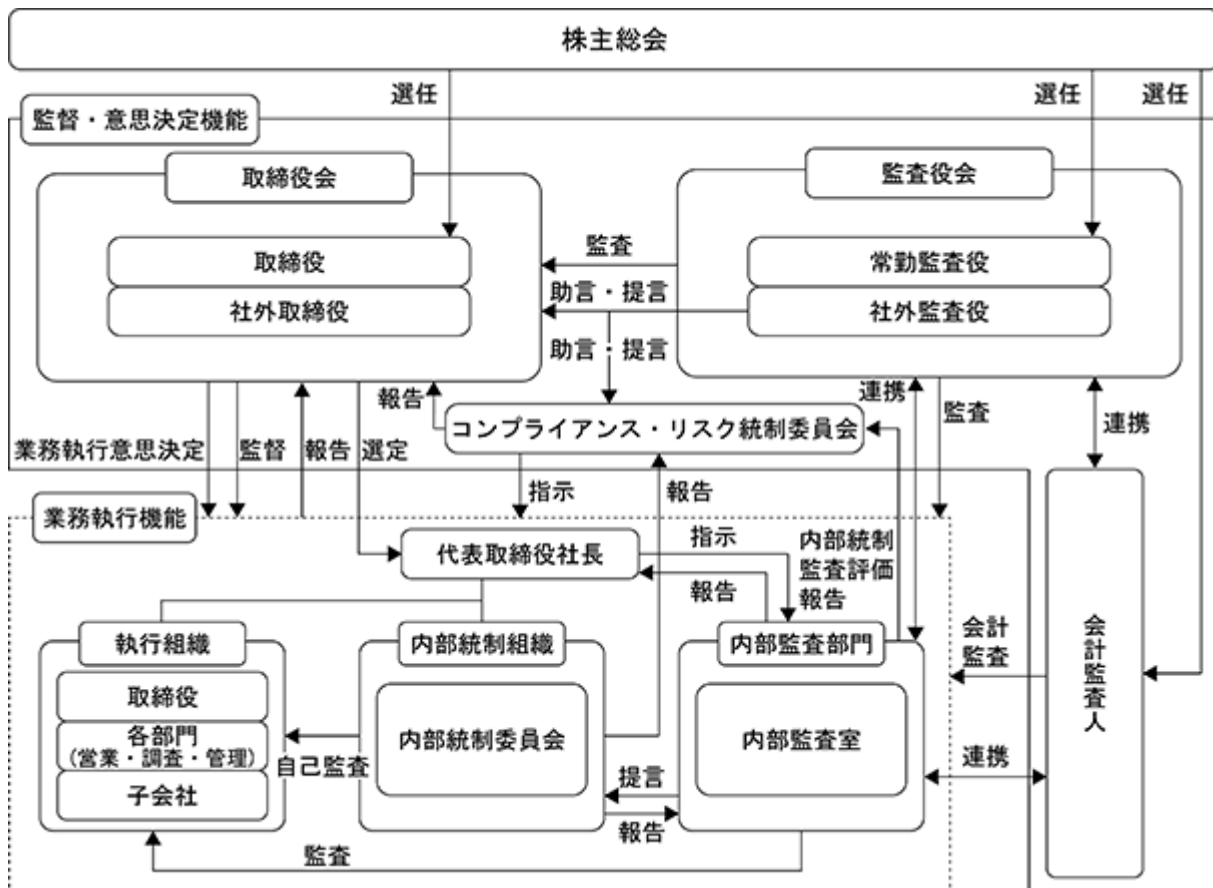 株主総会
選任
選任
選任
監督・意思決定機能
取締役会
監査役会
取締役
社外取締役
監査
助言・提言
常勤監査役
社外監査役
助言・提言
報告
コンプライアンス・リスク統制委員会
連携
監査
連携
業務執行意思決定
監督
報告
選定
指示
報告
業務執行機能
代表取締役社長
指示
報告
内部統制
監査評価
報告
執行組織
内部統制組織
内部監査部門
会計
監査
会計監査人
取締役
各部門
(営業・調査・管理)
子会社
自己監査
内部統制委員会
内部監査室
提言
報告
連携
監査